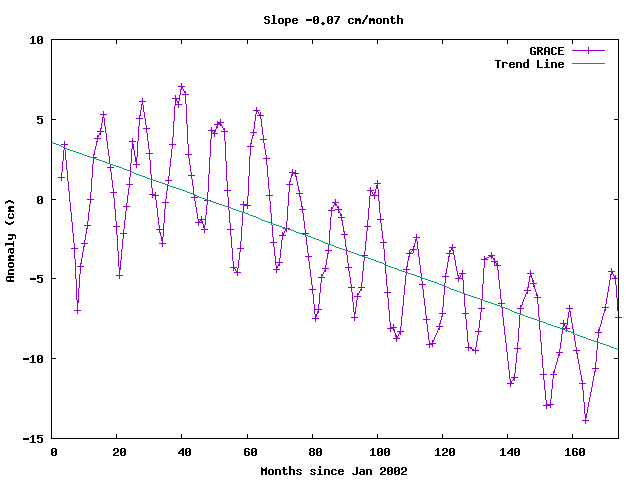 Slope -0.07 cm/month
GRACE
Trend Line
10
5
0
-5
-10
-15
Anomaly (cm)
0 20 40 60 80 100 120 140 160
Months since Jan 2002